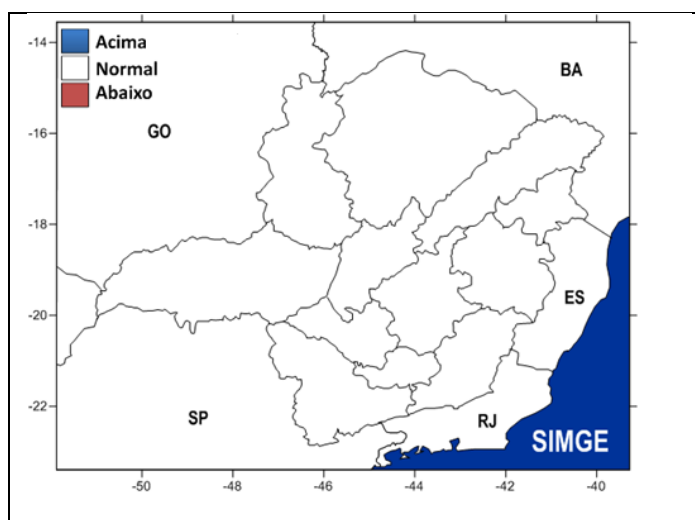 Acima
Normal
Abaixo
BA
GO
ES
SP
RJ
SIMGE
-14
-16
-18
-20
-22
-50
-48
-46
-44
-42
-40